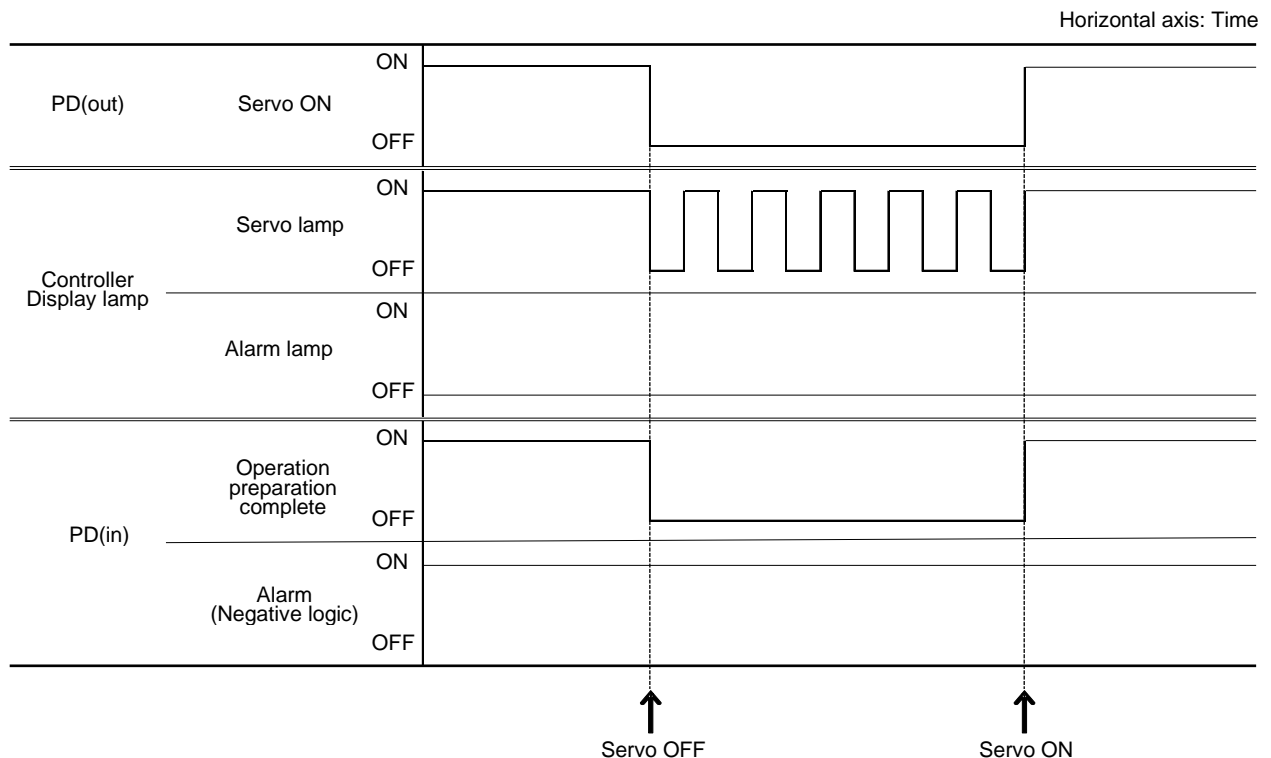 Horizontal axis: Time
PD(out)
Servo ON
ON
OFF
Controller
Display lamp
Servo lamp
ON
OFF
Alarm lamp
ON
OFF
PD(in)
Operation
preparation
complete
ON
OFF
Alarm
(Negative logic)
ON
OFF
Servo OFF
Servo ON